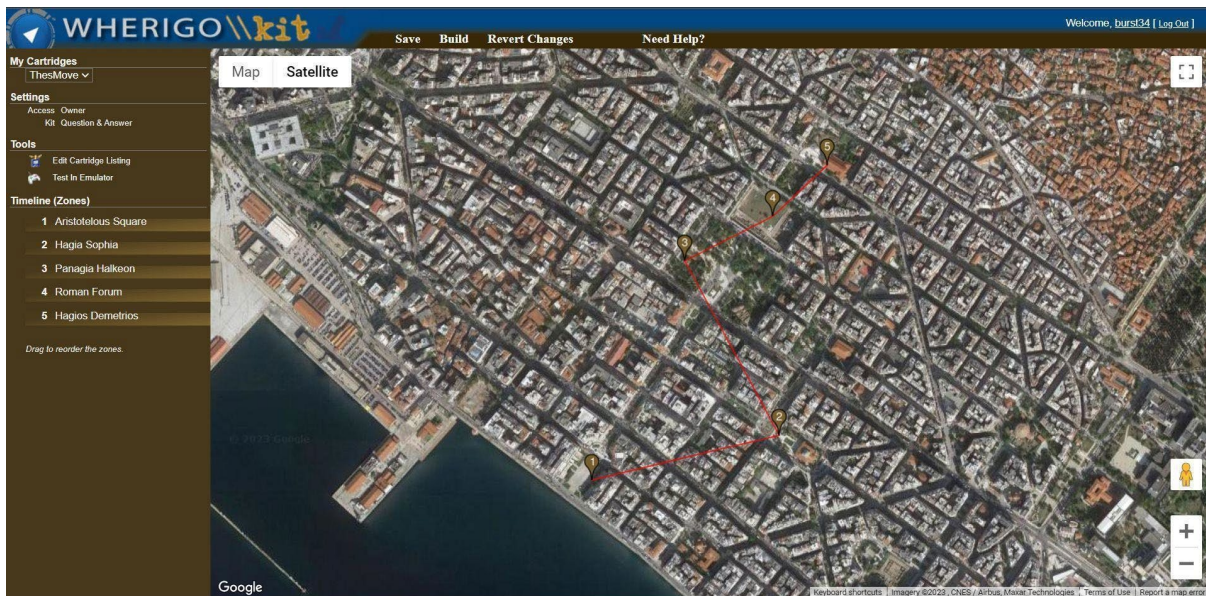 WHERIGO\\kit
Save Build Revert Changes Need Help?
Welcome, burst34 [ Log Out ]
My Cartridges
ThesMove
Settings
Access Owner
Kit Question & Answer
Tools
Edit Cartridge Listing
Test In Emulator
Timeline (Zones)
1 Aristotelous Square
2 Hagia Sophia
3 Panagia Halkeon
4 Roman Forum
5 Hagios Demetrios
Drag to reorder the zones.
Map Satellite
5
4
3
2
1
© 2023 Google
+
−
Google
Keyboard shortcuts Imagery ©2023 , CNES / Airbus, Maxar Technologies Terms of Use Report a map error